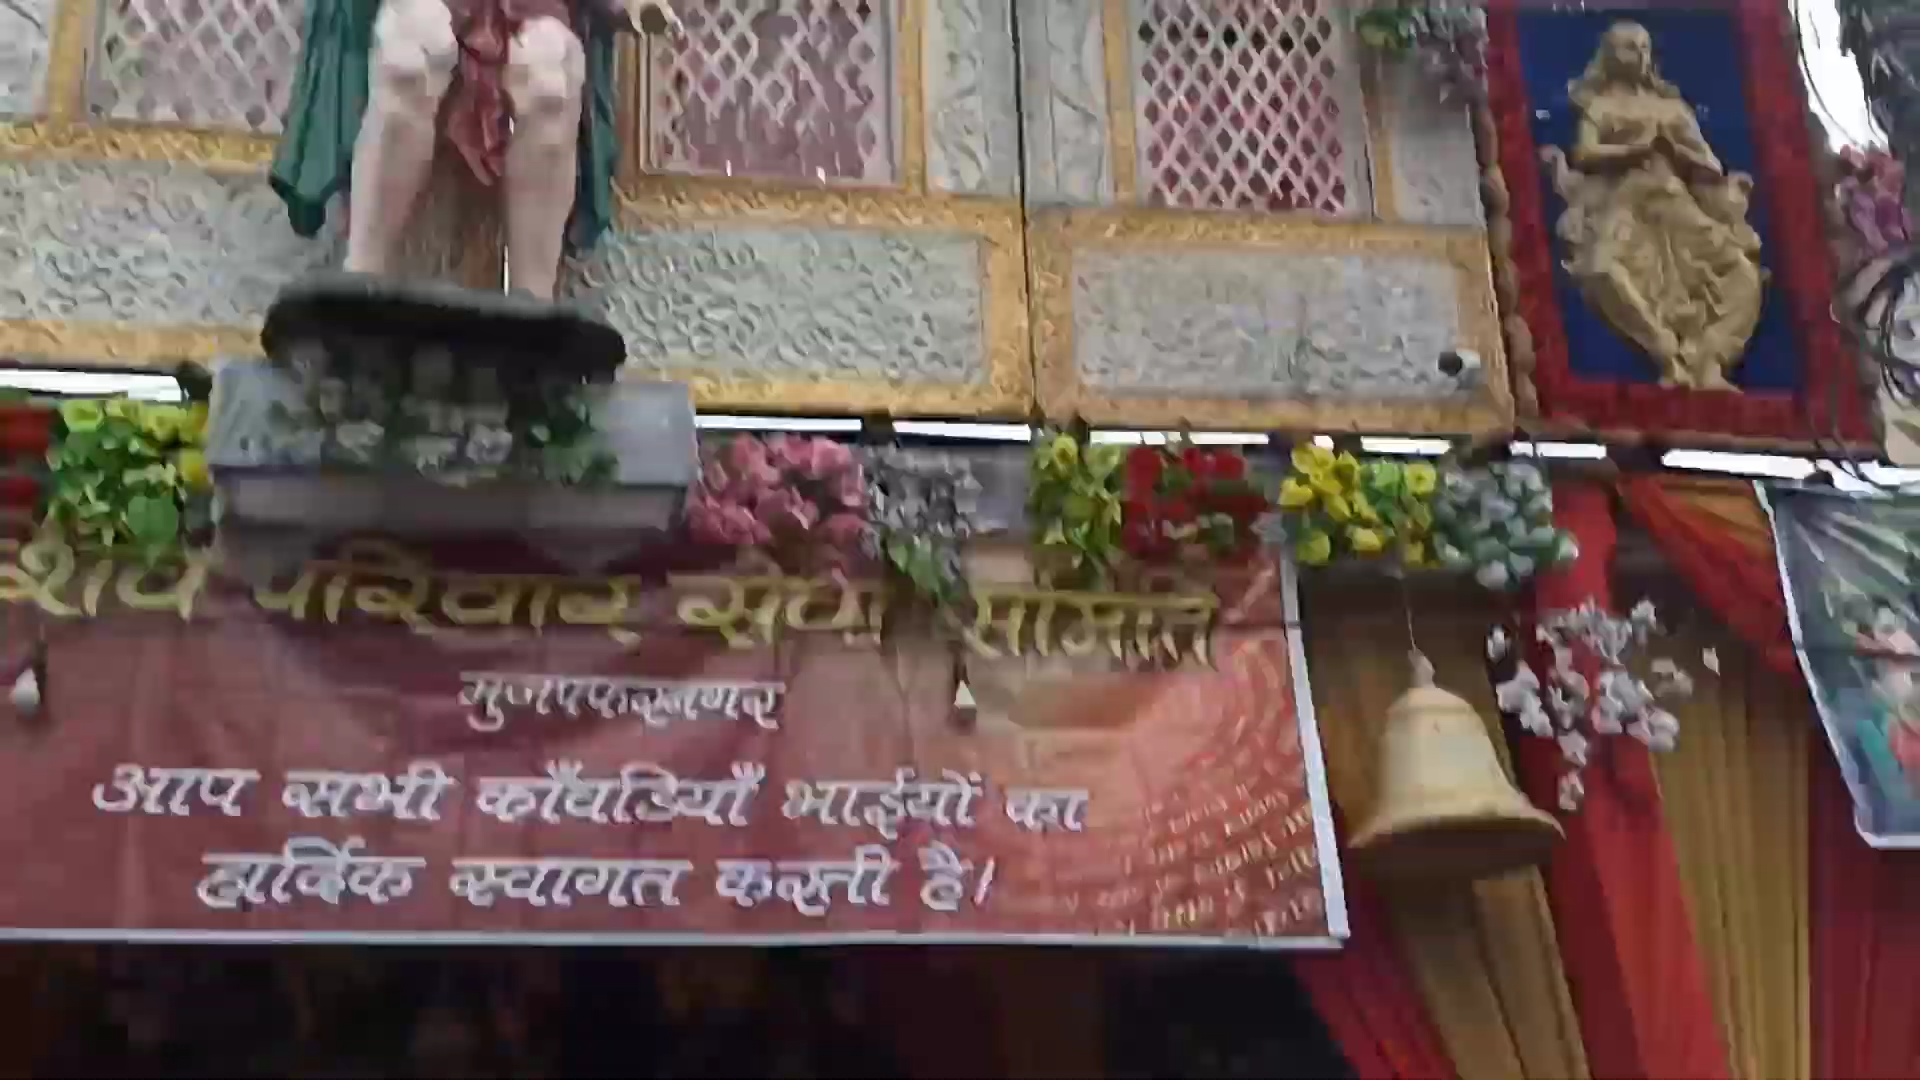 शिव परिवार सेवा समिति
मुजफ्फरनगर
आप सभी काँवडियाँ भाईयों का
हार्दिक स्वागत करती है।